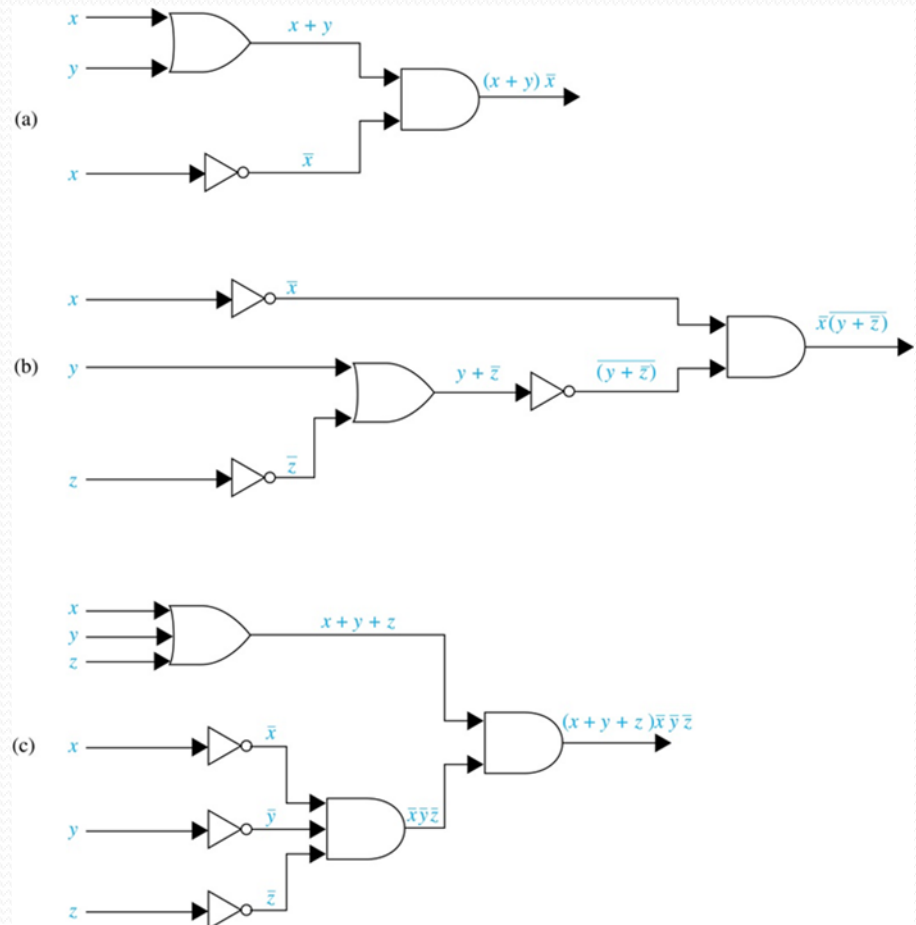 x
x + y
y
(x + y) x̄
(a)
x
x̄
x
x̄
x̄(y + z̄)̅
(b)
y
y + z̄
(y + z̄)̅
z
z̄
x
y
z
x + y + z
(x + y + z )x̄ ȳ z̄
(c)
x
x̄
y
ȳ
x̄ȳz̄
z
z̄